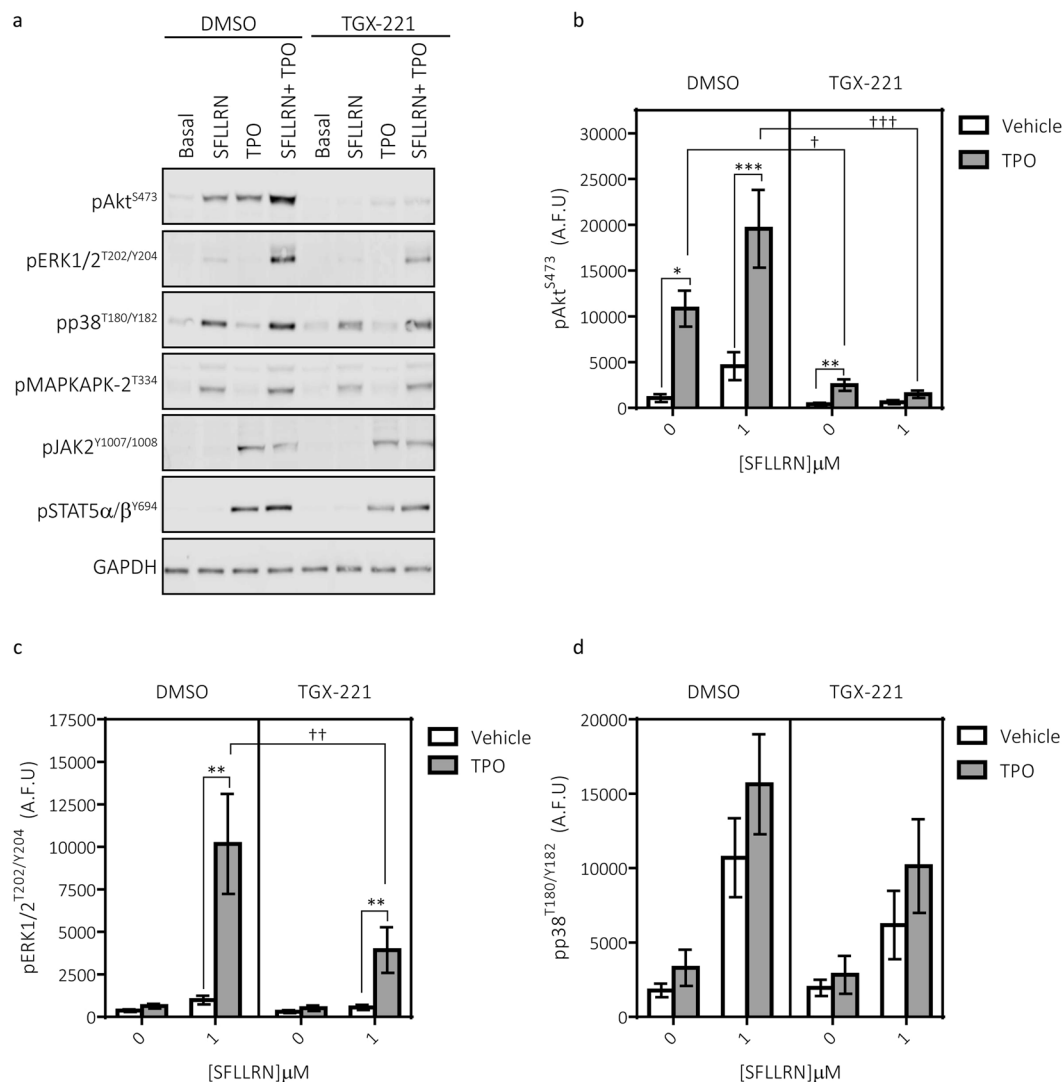 a
DMSO TGX-221
Basal SFLLRN TPO SFLLRN+ TPO Basal SFLLRN TPO SFLLRN+ TPO
pAkt^S473
pERK1/2^T202/Y204
pp38^T180/Y182
pMAPKAPK-2^T334
pJAK2^Y1007/1008
pSTAT5α/β^Y694
GAPDH
b
DMSO TGX-221
Vehicle
TPO
pAkt^S473 (A.F.U)
30000
25000
20000
15000
10000
5000
0
* *** ** † †††
0 1 0 1
[SFLLRN]μM
c
DMSO TGX-221
Vehicle
TPO
pERK1/2^T202/Y204 (A.F.U)
17500
15000
12500
10000
7500
5000
2500
0
** †† **
0 1 0 1
[SFLLRN]μM
d
DMSO TGX-221
Vehicle
TPO
pp38^T180/Y182 (A.F.U)
20000
15000
10000
5000
0
0 1 0 1
[SFLLRN]μM